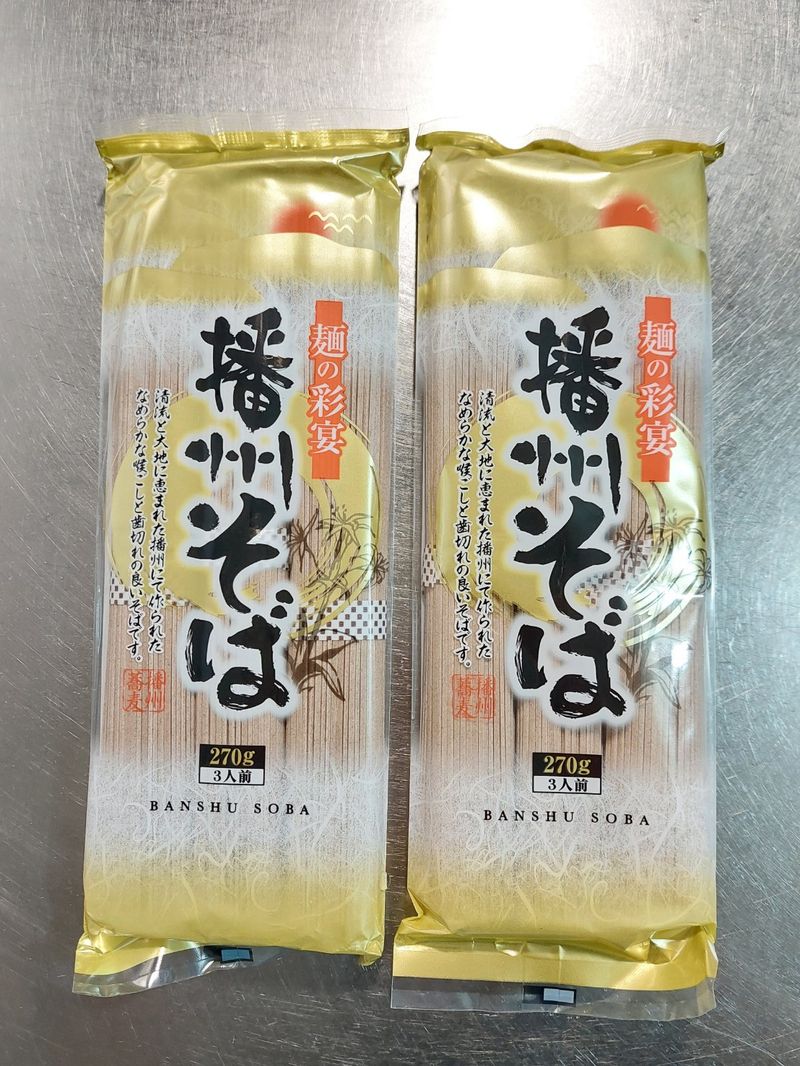 麺の彩宴
播州そば
清流と大地に恵まれた播州にて作られた
なめらかな喉ごしと歯切れの良いそばです。
播州
蕎麦
270g
3人前
BANSHU SOBA
麺の彩宴
播州そば
清流と大地に恵まれた播州にて作られた
なめらかな喉ごしと歯切れの良いそばです。
播州
蕎麦
270g
3人前
BANSHU SOBA